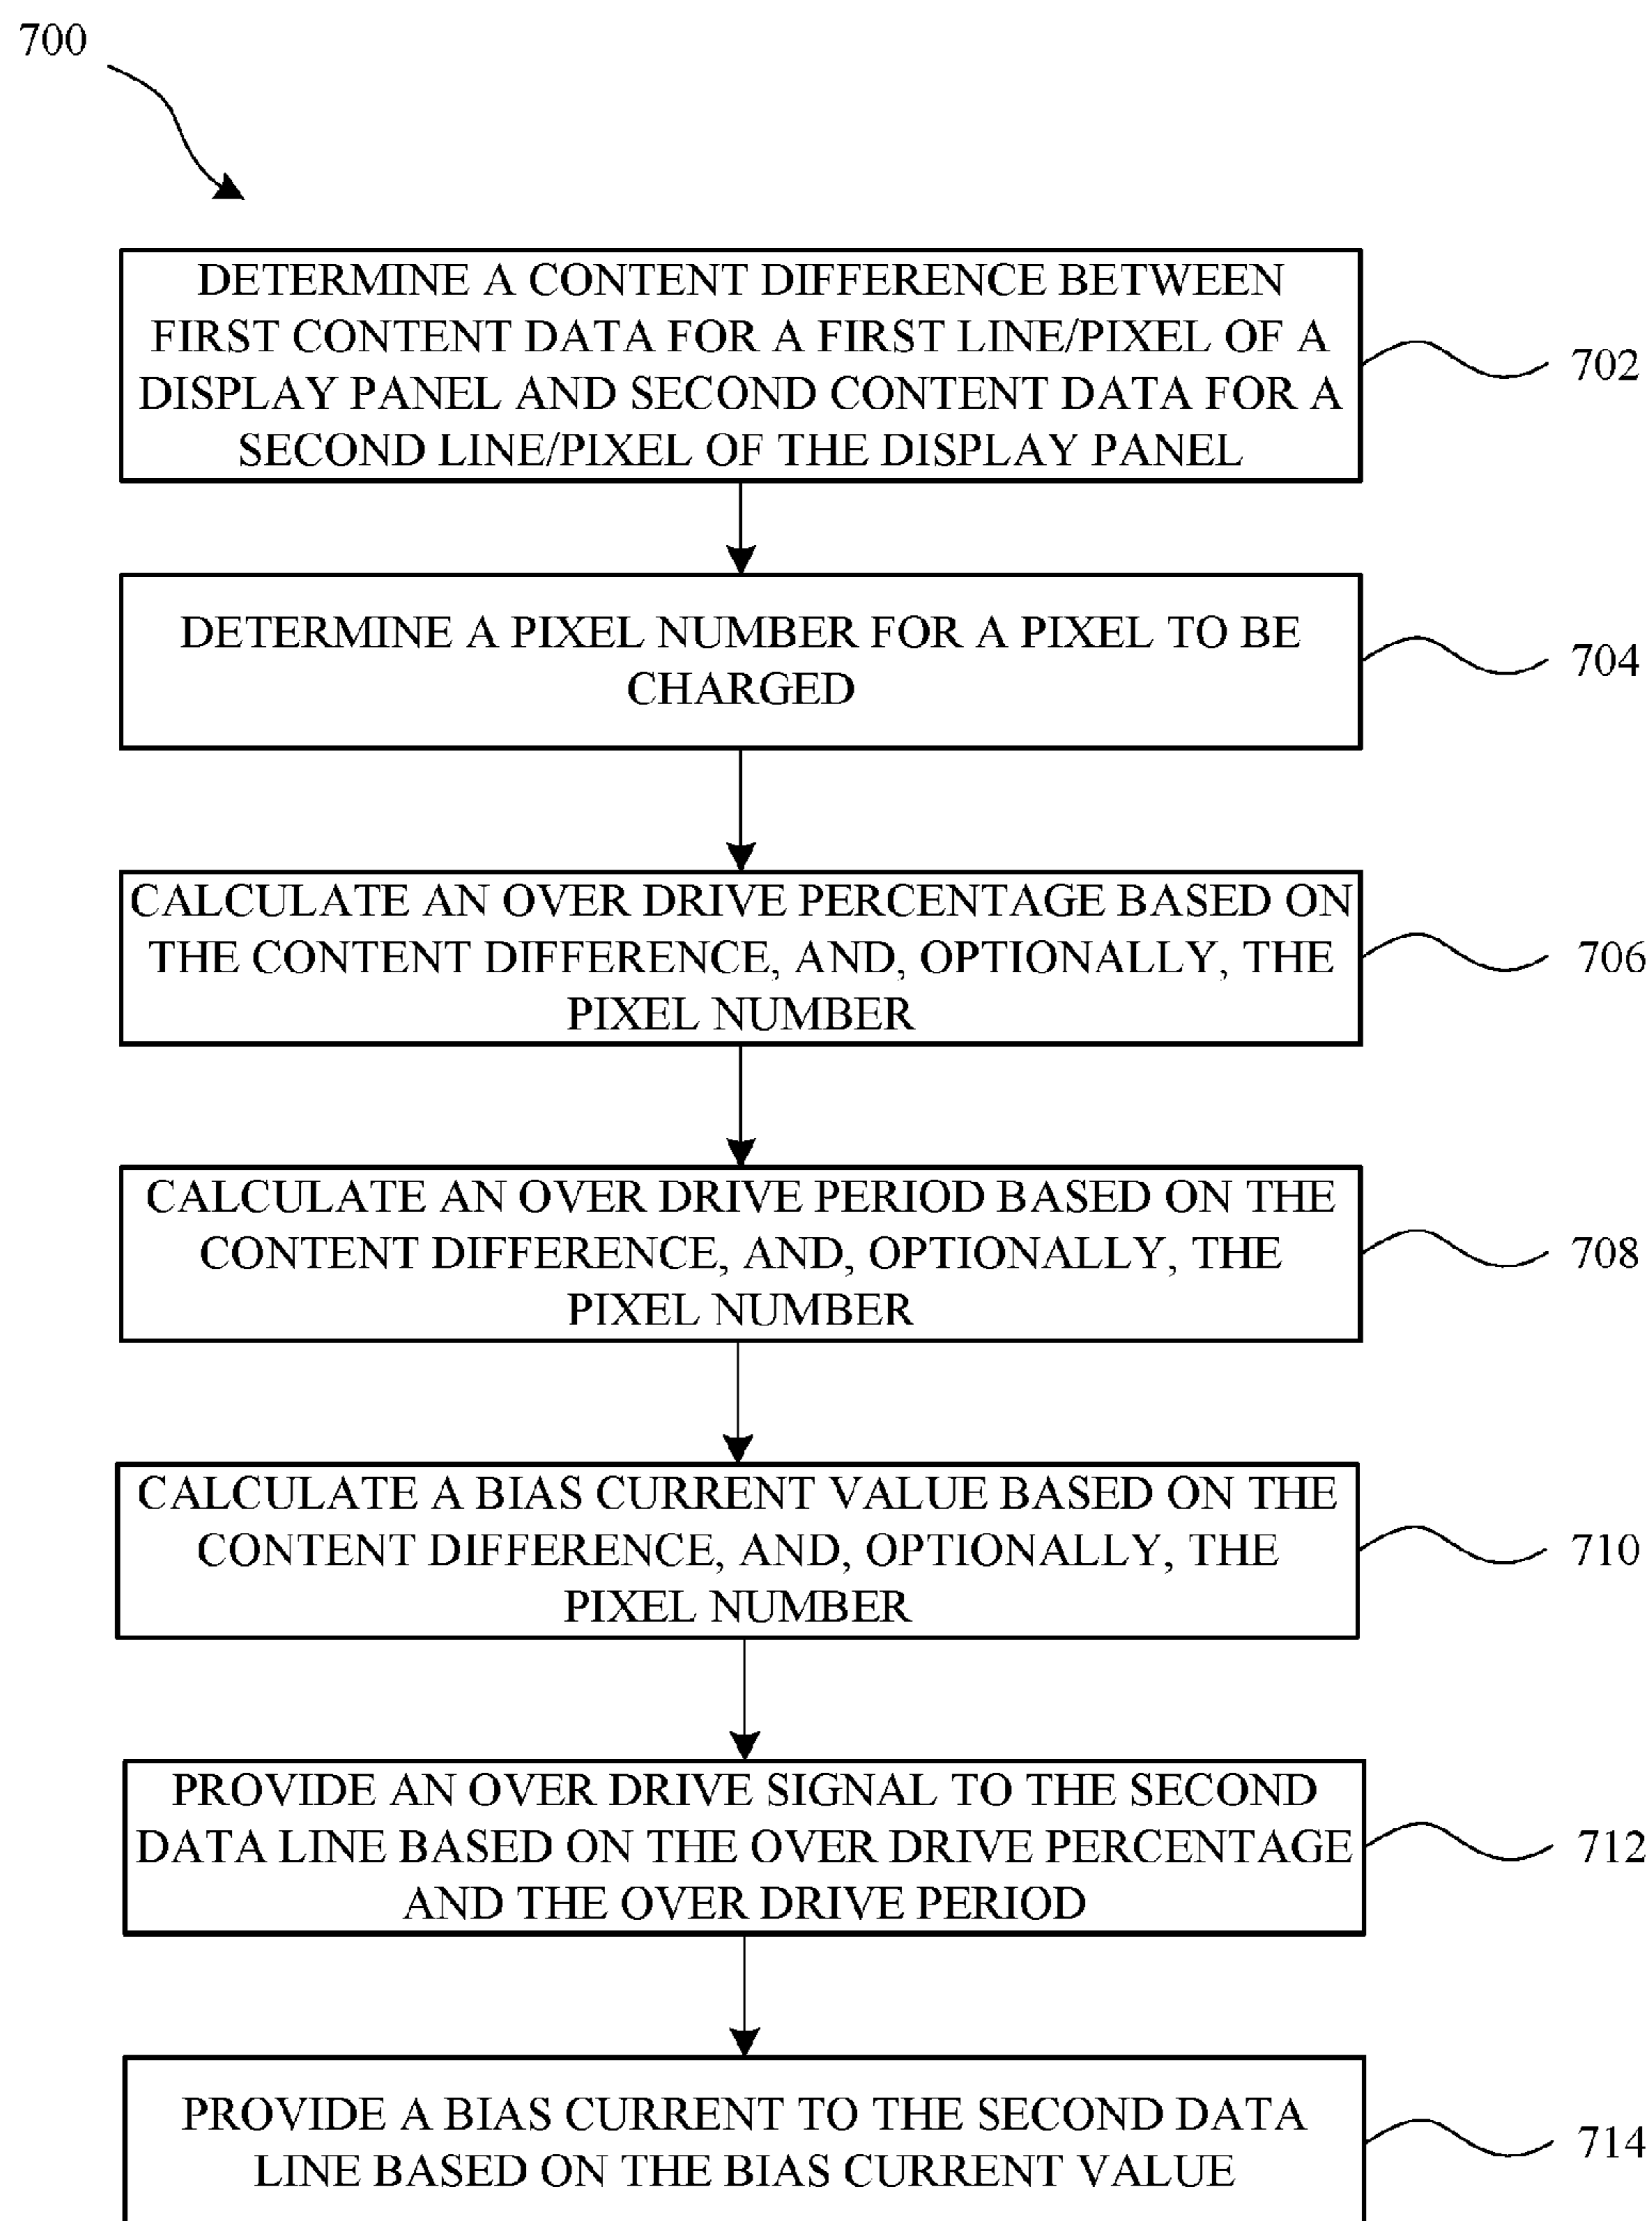 700
DETERMINE A CONTENT DIFFERENCE BETWEEN
FIRST CONTENT DATA FOR A FIRST LINE/PIXEL OF A
DISPLAY PANEL AND SECOND CONTENT DATA FOR A
SECOND LINE/PIXEL OF THE DISPLAY PANEL
702
DETERMINE A PIXEL NUMBER FOR A PIXEL TO BE
CHARGED
704
CALCULATE AN OVER DRIVE PERCENTAGE BASED ON
THE CONTENT DIFFERENCE, AND, OPTIONALLY, THE
PIXEL NUMBER
706
CALCULATE AN OVER DRIVE PERIOD BASED ON THE
CONTENT DIFFERENCE, AND, OPTIONALLY, THE
PIXEL NUMBER
708
CALCULATE A BIAS CURRENT VALUE BASED ON THE
CONTENT DIFFERENCE, AND, OPTIONALLY, THE
PIXEL NUMBER
710
PROVIDE AN OVER DRIVE SIGNAL TO THE SECOND
DATA LINE BASED ON THE OVER DRIVE PERCENTAGE
AND THE OVER DRIVE PERIOD
712
PROVIDE A BIAS CURRENT TO THE SECOND DATA
LINE BASED ON THE BIAS CURRENT VALUE
714